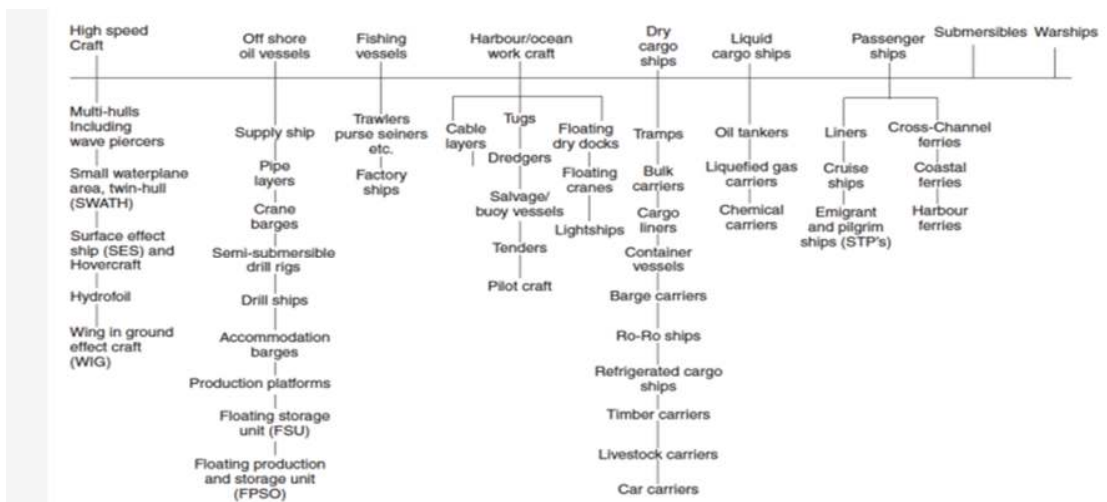 High speed
Craft
Off shore
oil vessels
Fishing
vessels
Harbour/ocean
work craft
Dry
cargo
ships
Liquid
cargo ships
Passenger
ships
Submersibles
Warships
Multi-hulls
Including
wave piercers
Small waterplane
area, twin-hull
(SWATH)
Surface effect
ship (SES) and
Hovercraft
Hydrofoil
Wing in ground
effect craft
(WIG)
Supply ship
Pipe
layers
Crane
barges
Semi-submersible
drill rigs
Drill ships
Accommodation
barges
Production platforms
Floating storage
unit (FSU)
Floating production
and storage unit
(FPSO)
Trawlers
purse seiners
etc.
Factory
ships
Cable
layers
Tugs
Dredgers
Salvage/
buoy vessels
Tenders
Pilot craft
Floating
dry docks
Floating
cranes
Lightships
Tramps
Bulk
carriers
Cargo
liners
Container
vessels
Barge carriers
Ro-Ro ships
Refrigerated cargo
ships
Timber carriers
Livestock carriers
Car carriers
Oil tankers
Liquefied gas
carriers
Chemical
carriers
Liners
Cruise
ships
Emigrant
and pilgrim
ships (STP's)
Cross-Channel
ferries
Coastal
ferries
Harbour
ferries